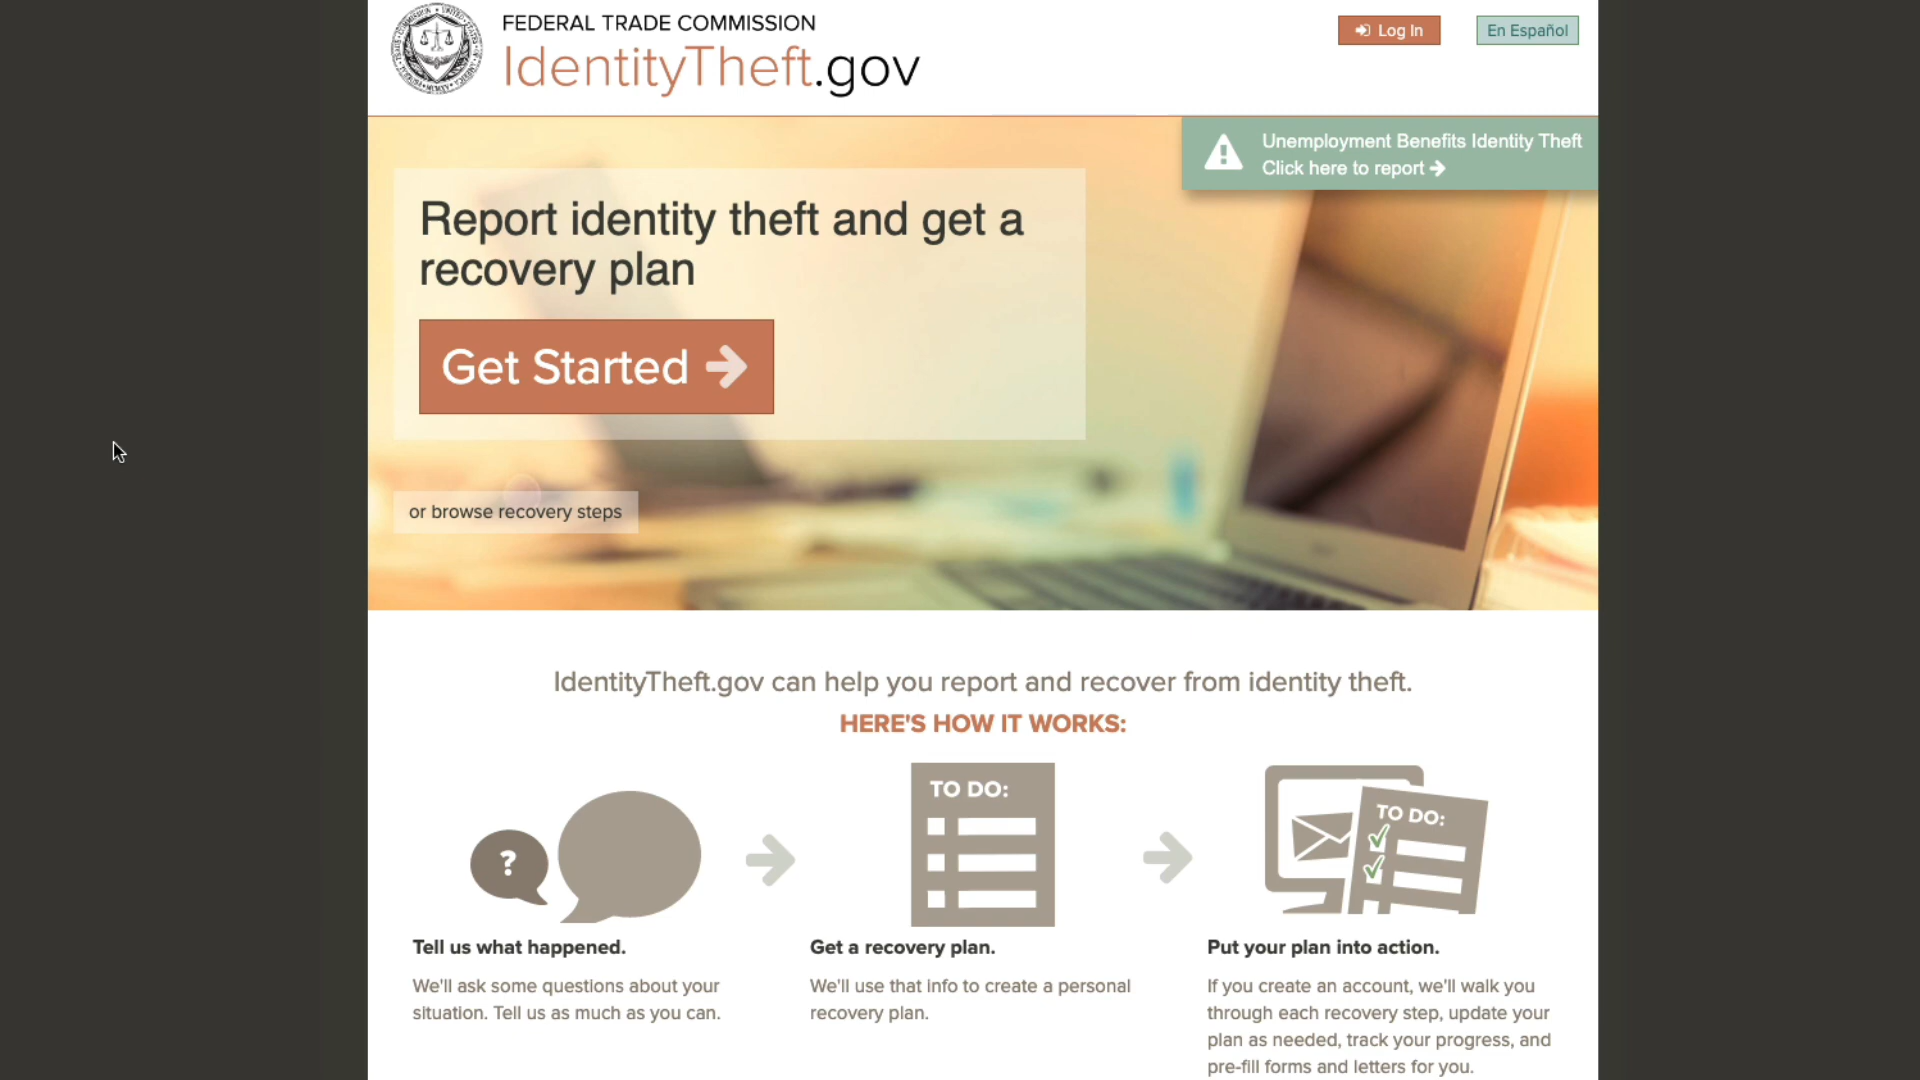 FEDERAL TRADE COMMISSION
IdentityTheft.gov
Log In
En Español
Unemployment Benefits Identity Theft
Click here to report
Report identity theft and get a
recovery plan
Get Started
or browse recovery steps
IdentityTheft.gov can help you report and recover from identity theft.
HERE'S HOW IT WORKS:
?
TO DO:
TO DO:
Tell us what happened.
We'll ask some questions about your
situation. Tell us as much as you can.
Get a recovery plan.
We'll use that info to create a personal
recovery plan.
Put your plan into action.
If you create an account, we'll walk you
through each recovery step, update your
plan as needed, track your progress, and
pre-fill forms and letters for you.